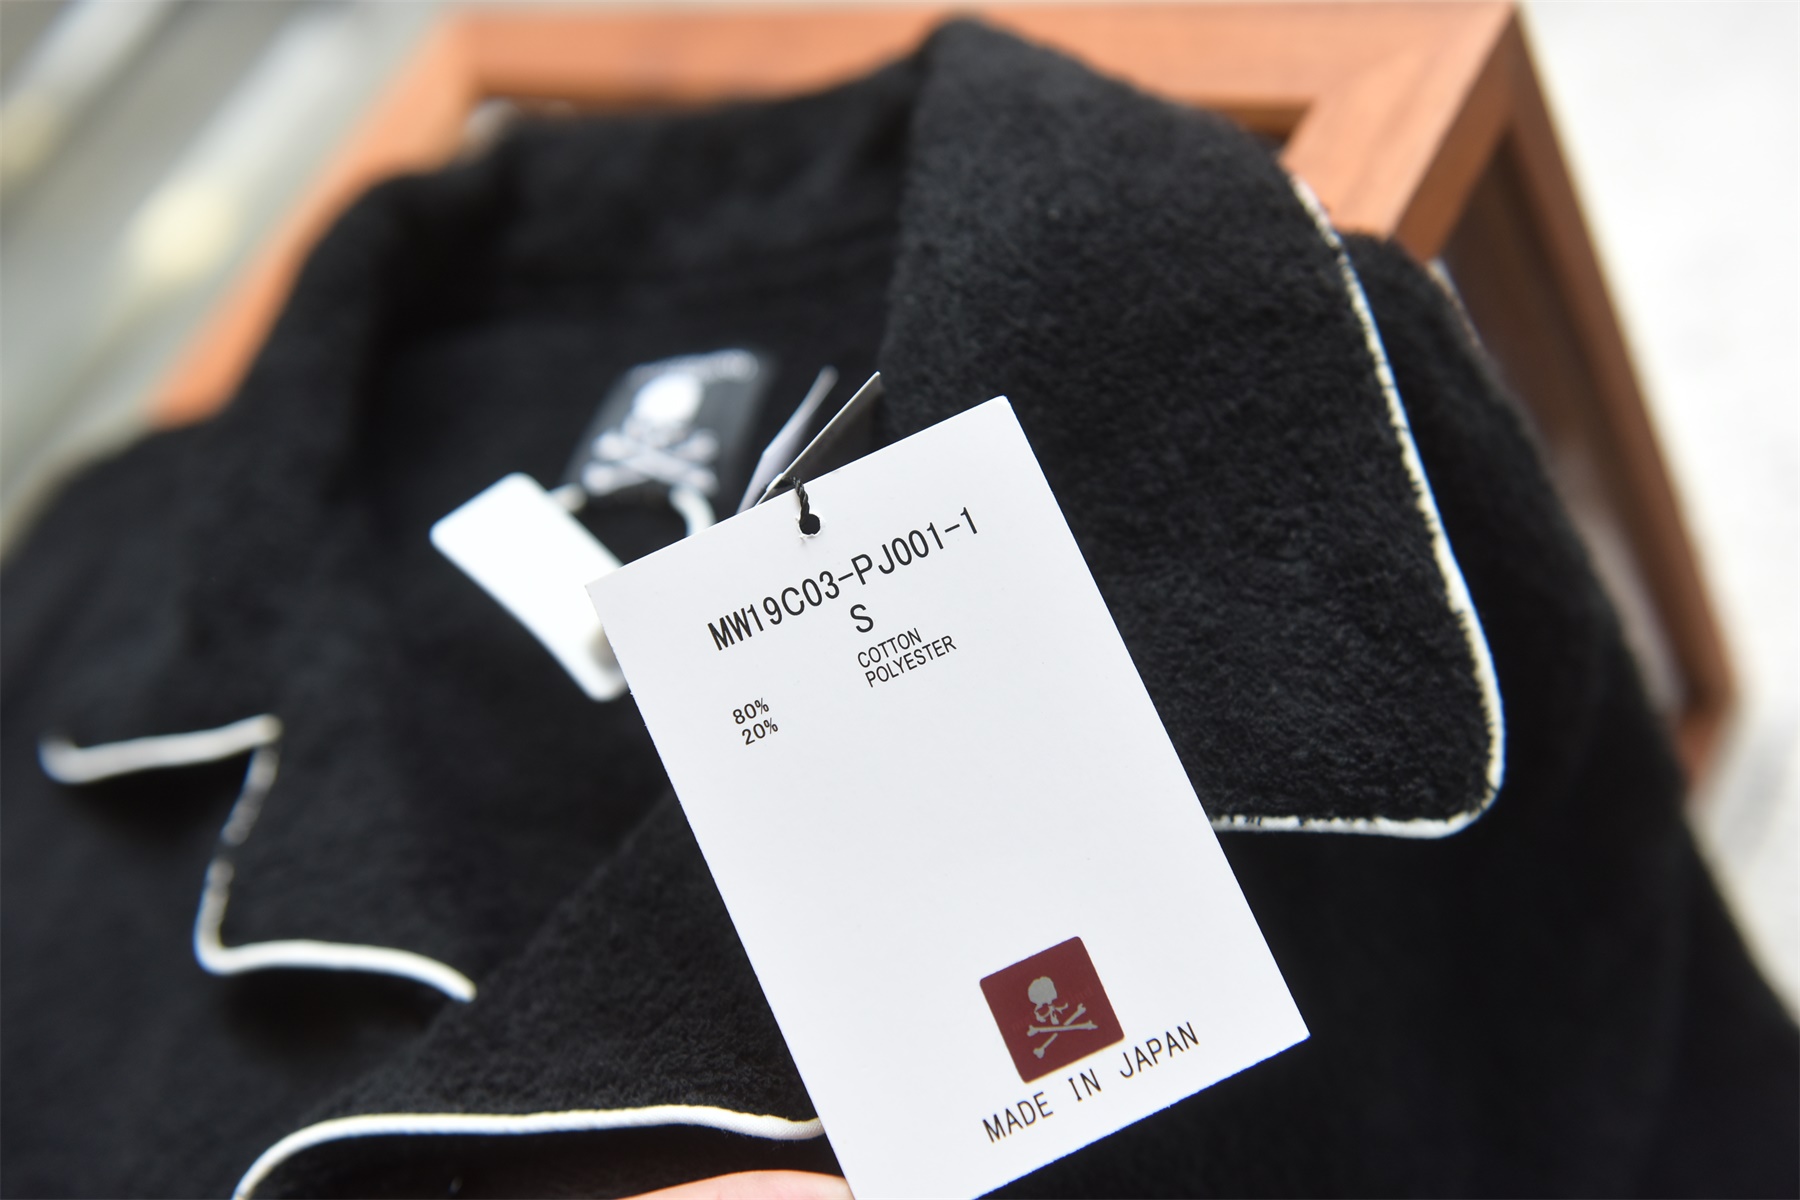 MW19C03-PJ001-1
S
COTTON
POLYESTER
80%
20%
MADE IN JAPAN